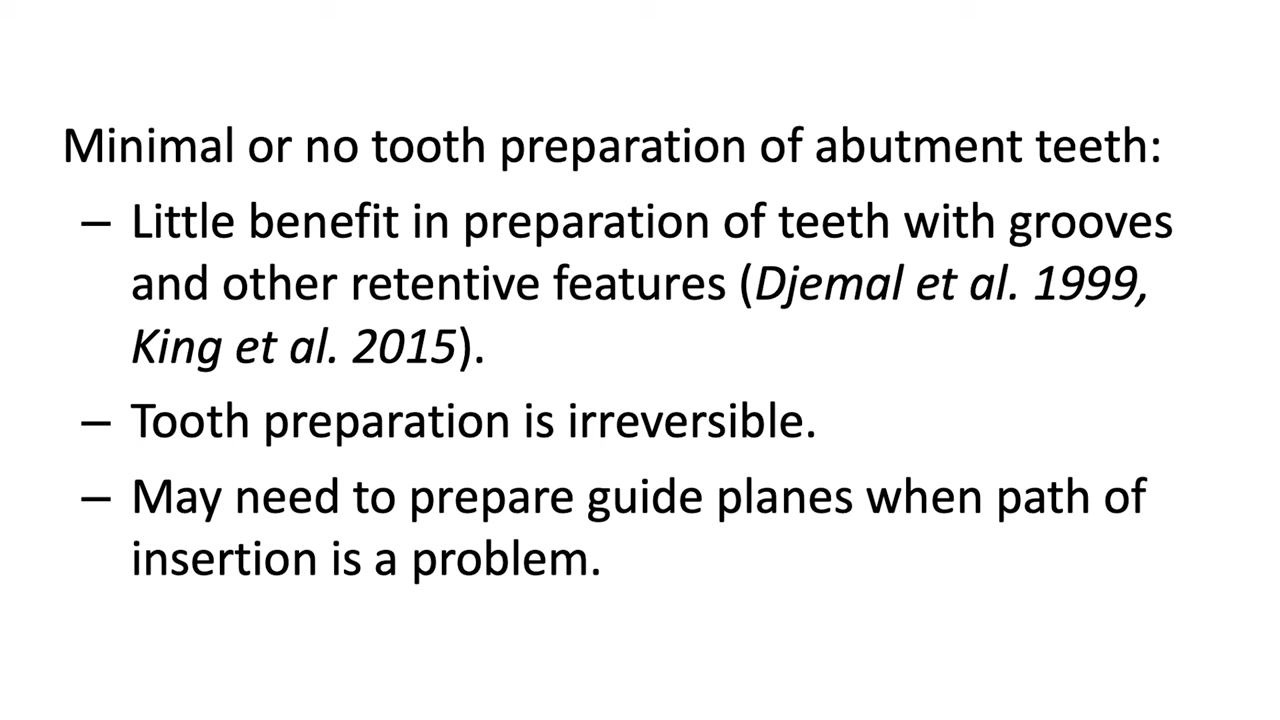 Minimal or no tooth preparation of abutment teeth:
– Little benefit in preparation of teeth with grooves
and other retentive features (Djemal et al. 1999,
King et al. 2015).
– Tooth preparation is irreversible.
– May need to prepare guide planes when path of
insertion is a problem.